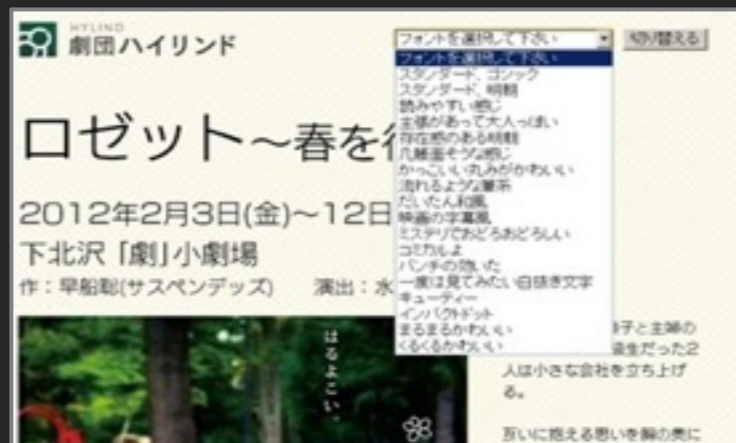 HYLIND
劇団ハイリンド
フォントを選択して下さい
切り替える
フォントを選択して下さい
スタンダード、ゴシック
スタンダード、明朝
読みやすい感じ
主張があって大人っぽい
存在感のある明朝
几帳面そうな感じ
かっこいい丸みがかわいい
流れるような筆系
だいたん和風
映画の字幕風
ミステリでおどろおどろしい
コミカルよ
パンチの効いた
一度は見てみたい白抜き文字
キューティー
インパクトドット
まるまるかわいい
くるくるかわいい
ロゼット～春を
2012年2月3日(金)～12日
下北沢「劇」小劇場
作：早船聡(サスペンデッズ)　演出：水
はるよこい。
子と主婦の
生だった2
人は小さな会社を立ち上げ
る。
互いに抱える思いを胸の奥に